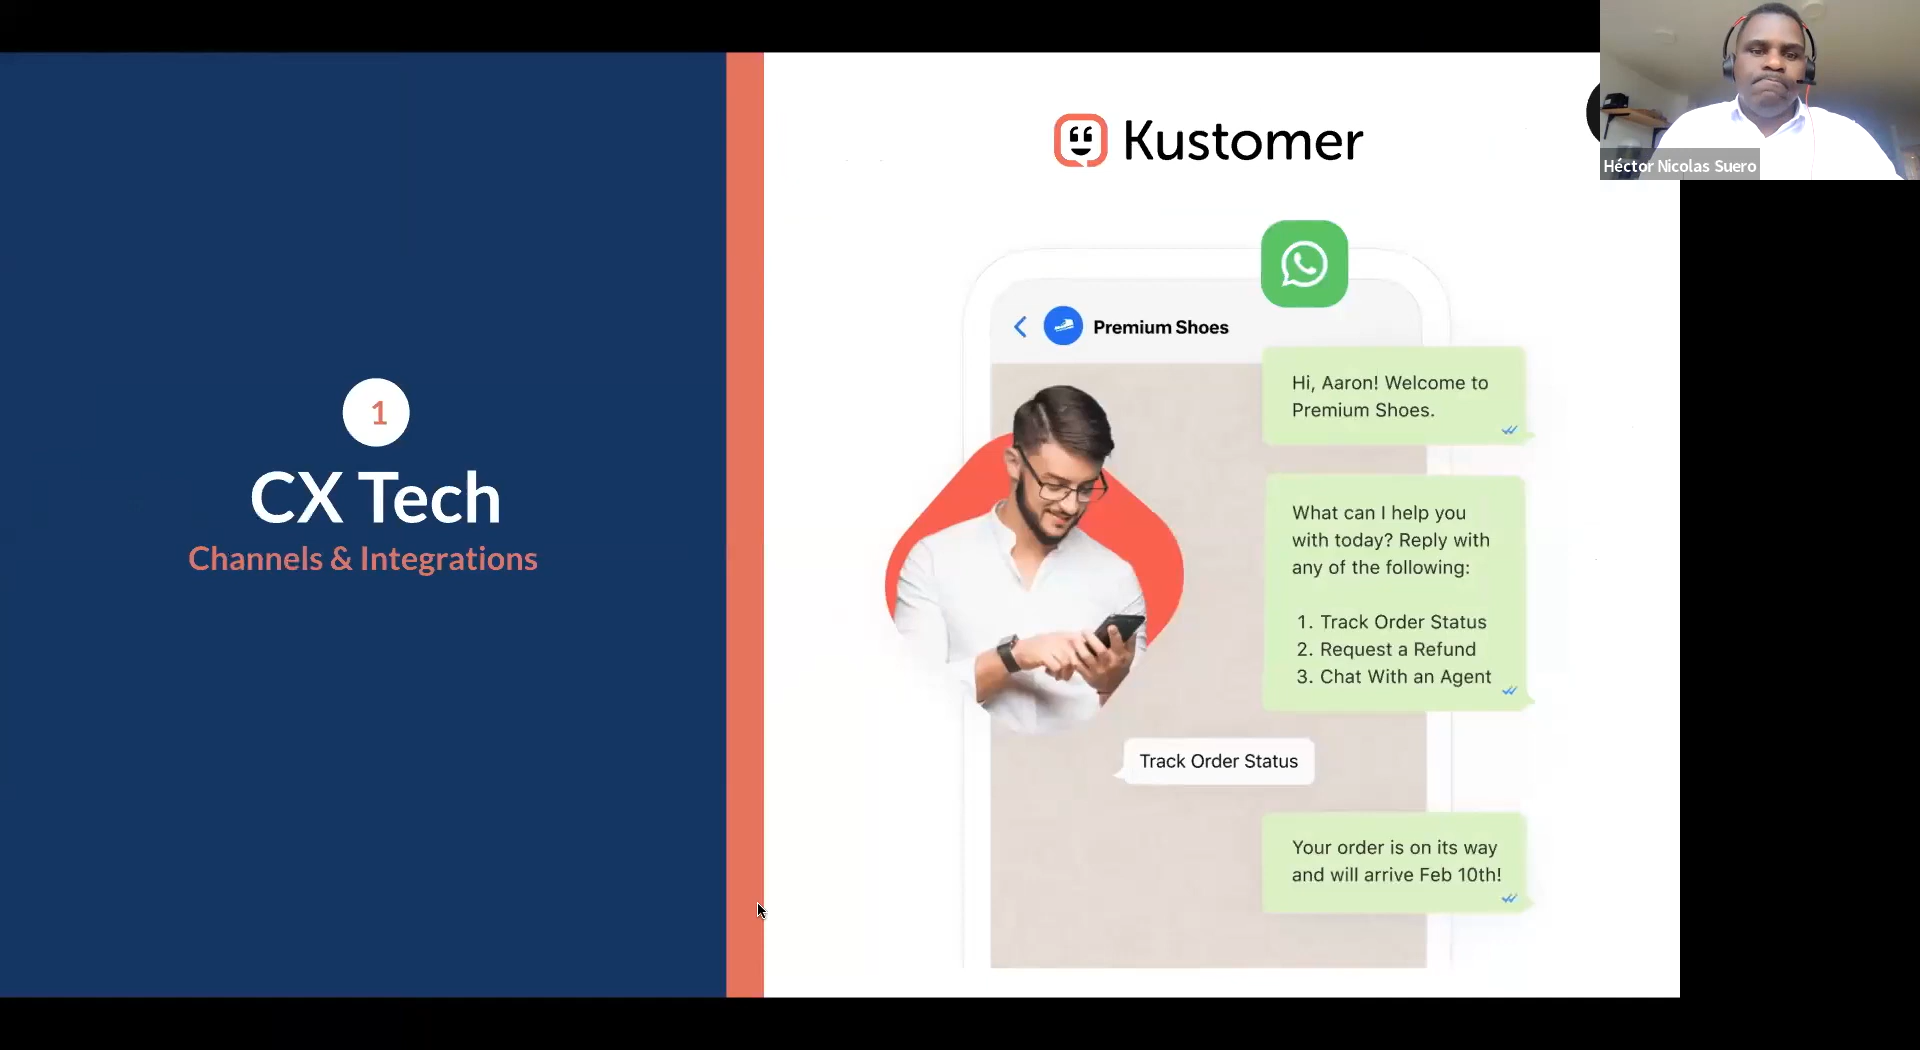 1
CX Tech
Channels & Integrations
Kustomer
Premium Shoes
Hi, Aaron! Welcome to
Premium Shoes.
What can I help you
with today? Reply with
any of the following:
1. Track Order Status
2. Request a Refund
3. Chat With an Agent
Track Order Status
Your order is on its way
and will arrive Feb 10th!
Héctor Nicolas Suero